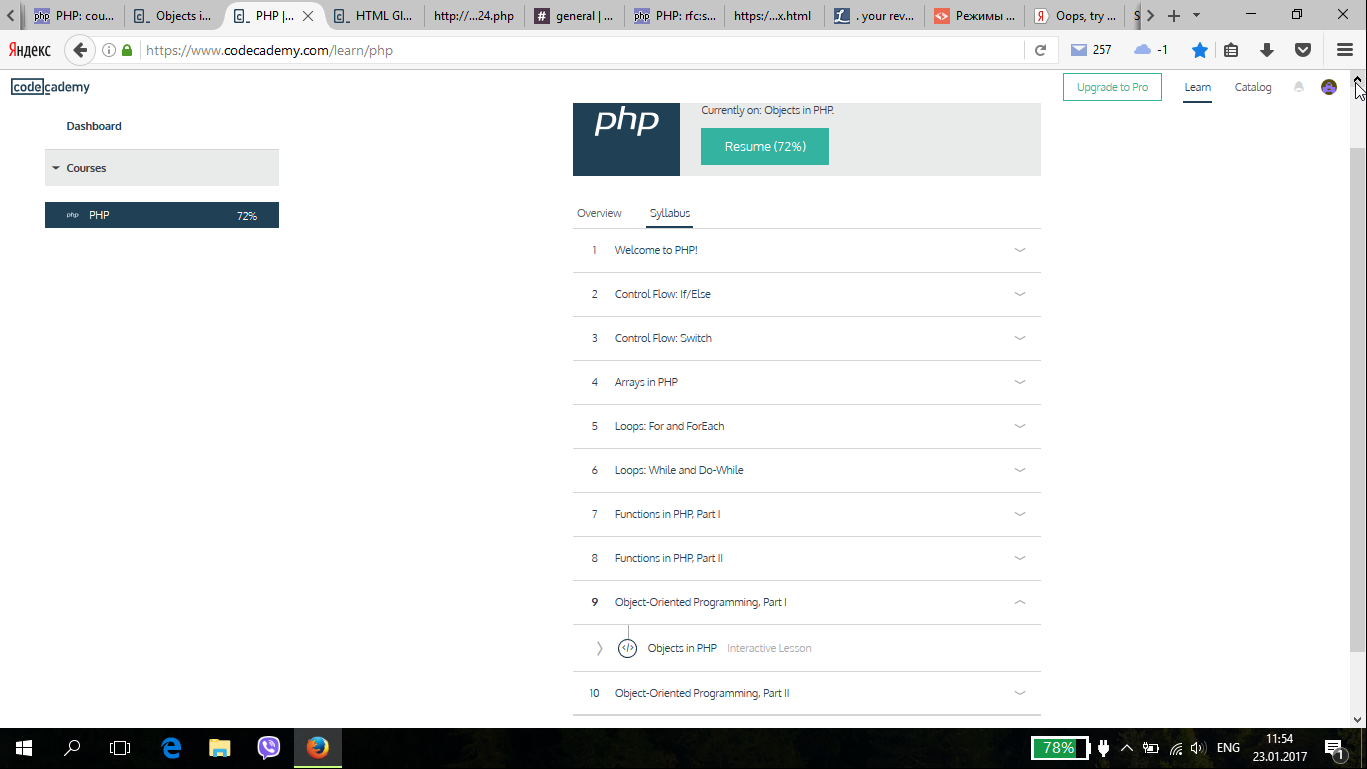 PHP: cou...
Objects i...
PHP |...
HTML Gl...
http://...24.php
general | ...
PHP: rfc:s...
https:/...x.html
. your rev...
Режимы ...
Oops, try ...
S
Яндекс
https://www.codecademy.com/learn/php
257
-1
codecademy
Upgrade to Pro
Learn
Catalog
Dashboard
Courses
php PHP 72%
php
Currently on: Objects in PHP.
Resume (72%)
Overview
Syllabus
1 Welcome to PHP!
2 Control Flow: If/Else
3 Control Flow: Switch
4 Arrays in PHP
5 Loops: For and ForEach
6 Loops: While and Do-While
7 Functions in PHP, Part I
8 Functions in PHP, Part II
9 Object-Oriented Programming, Part I
</> Objects in PHP Interactive Lesson
10 Object-Oriented Programming, Part II
78%
ENG
11:54
23.01.2017
1